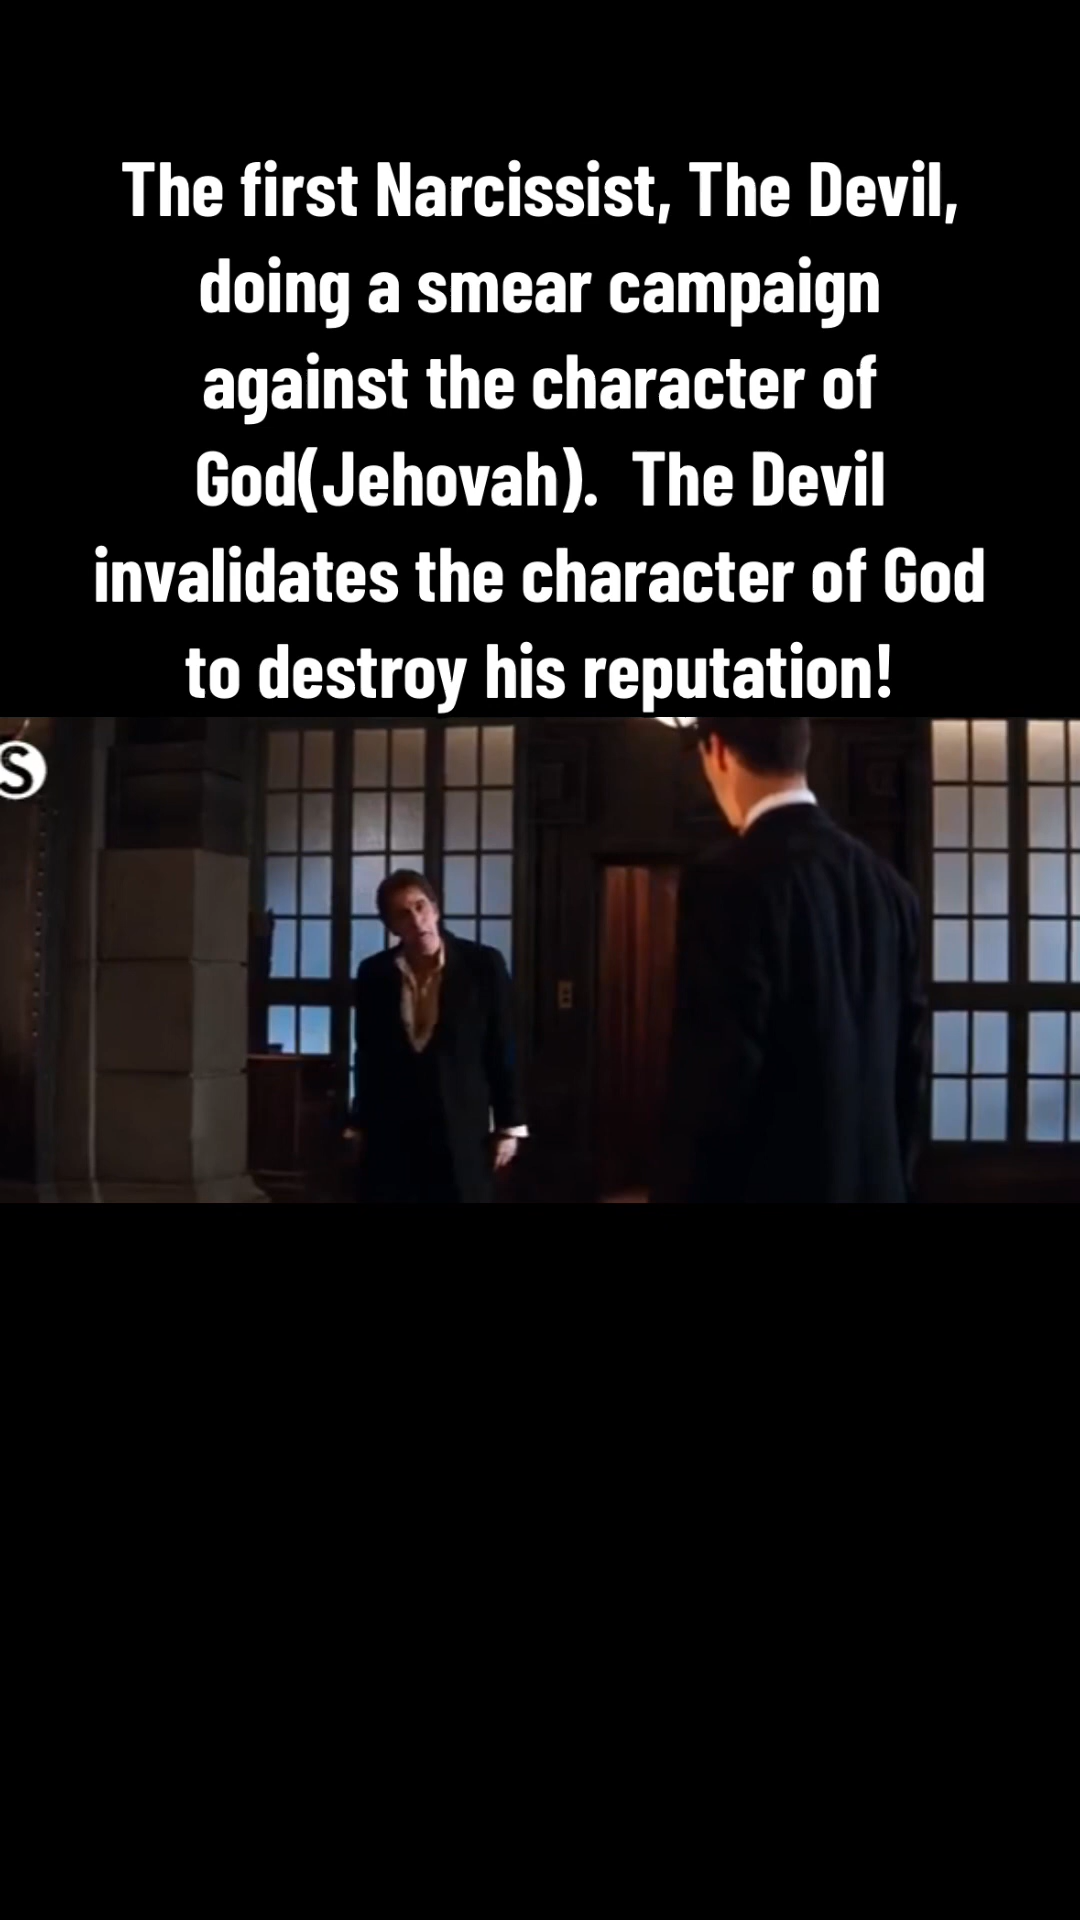 The first Narcissist, The Devil,
doing a smear campaign
against the character of
God(Jehovah).  The Devil
invalidates the character of God
to destroy his reputation!
S